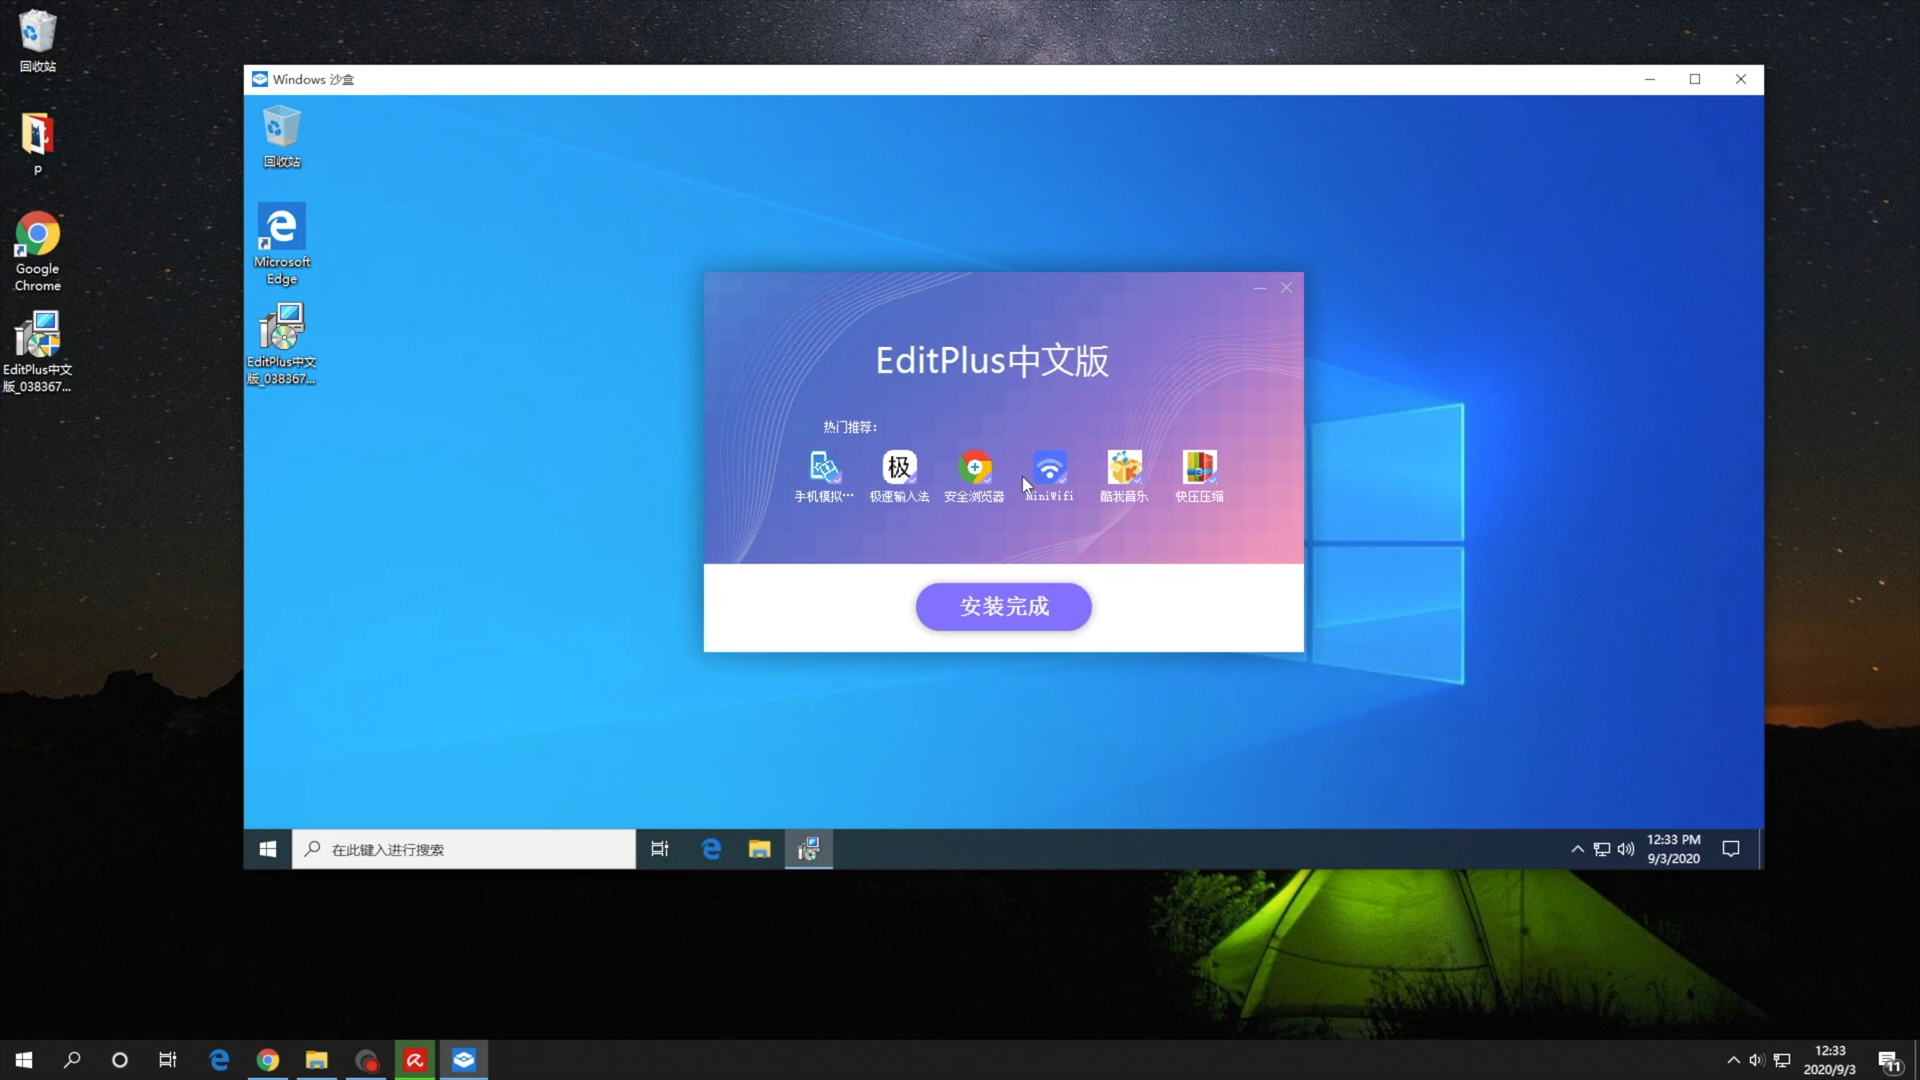 回收站
P
Google
Chrome
EditPlus中文
版_038367...
Windows 沙盒
回收站
Microsoft
Edge
EditPlus中文
版_038367...
EditPlus中文版
热门推荐：
手机模拟…
极
极速输入法
安全浏览器
MiniWifi
酷我音乐
快压压缩
安装完成
在此键入进行搜索
12:33 PM
9/3/2020
12:33
2020/9/3
11